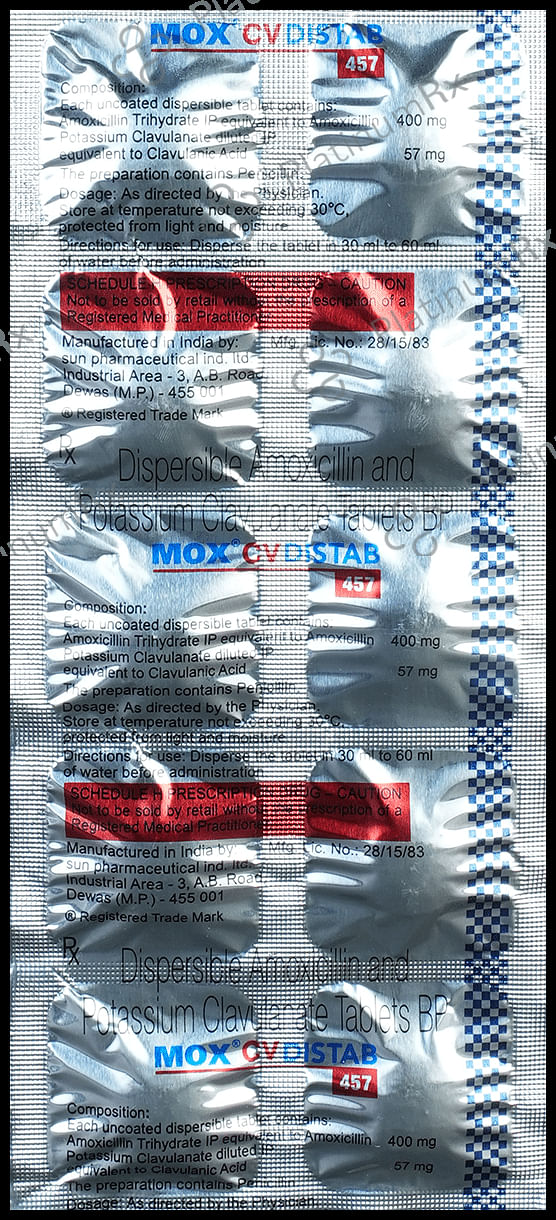 MOX® CV DISTAB
457
Composition:
Each uncoated dispersible tablet contains:
Amoxicillin Trihydrate IP equivalent to Amoxicillin 400 mg
Potassium Clavulanate diluted IP
equivalent to Clavulanic Acid 57 mg
The preparation contains Penicillin.
Dosage: As directed by the Physician.
Store at temperature not exceeding 30°C,
protected from light and moisture
Directions for use: Disperse the tablet in 30 ml to 60 ml
of water before administration
SCHEDULE H PRESCRIPTION DRUG – CAUTION
Not to be sold by retail without prescription of a
Registered Medical Practitioner
Manufactured in India by: Mfg. Lic. No.: 28/15/83
sun pharmaceutical ind. ltd
Industrial Area - 3, A.B. Road
Dewas (M.P.) - 455 001
® Registered Trade Mark
Rx
Dispersible Amoxicillin and
Potassium Clavulanate Tablets BP
MOX® CV DISTAB
457
Composition:
Each uncoated dispersible tablet contains:
Amoxicillin Trihydrate IP equivalent to Amoxicillin 400 mg
Potassium Clavulanate diluted IP
equivalent to Clavulanic Acid 57 mg
The preparation contains Penicillin.
Dosage: As directed by the Physician.
Store at temperature not exceeding 30°C,
protected from light and moisture
Directions for use: Disperse the tablet in 30 ml to 60 ml
of water before administration
SCHEDULE H PRESCRIPTION DRUG – CAUTION
Not to be sold by retail without prescription of a
Registered Medical Practitioner
Manufactured in India by Mfg. Lic. No.: 28/15/83
sun pharmaceutical ind. ltd.
Industrial Area - 3, A.B. Road
Dewas (M.P.) - 455 001
® Registered Trade Mark
Rx
Dispersible Amoxicillin and
Potassium Clavulanate Tablets BP
MOX® CV DISTAB
457
Composition:
Each uncoated dispersible tablet contains:
Amoxicillin Trihydrate IP equivalent to Amoxicillin 400 mg
Potassium Clavulanate diluted IP
equivalent to Clavulanic Acid 57 mg
The preparation contains Penicillin
Dosage: As directed by the Physician.
PlatinumRx
PlatinumRx